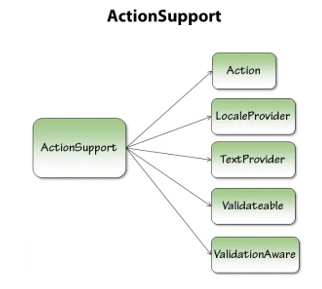 ActionSupport
Action
LocaleProvider
ActionSupport
TextProvider
Validateable
ValidationAware